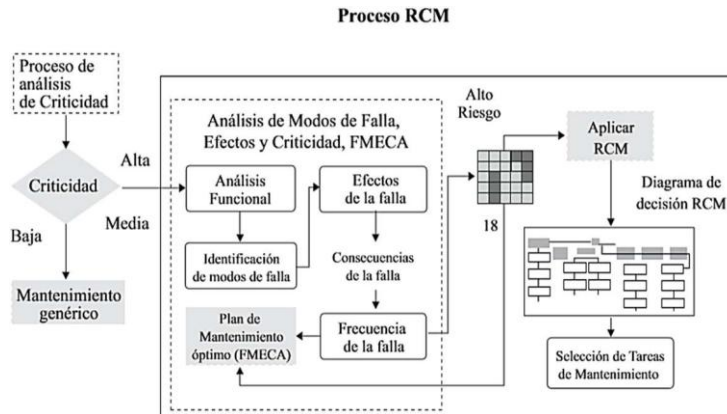 Proceso RCM
Proceso de
análisis
de Criticidad
Criticidad
Alta
Media
Baja
Mantenimiento
genérico
Análisis de Modos de Falla,
Efectos y Criticidad, FMECA
Análisis
Funcional
Identificación
de modos de falla
Efectos
de la falla
Consecuencias
de la falla
Frecuencia
de la falla
Plan de
Mantenimiento
óptimo (FMECA)
Alto
Riesgo
18
Aplicar
RCM
Diagrama de
decisión RCM
Selección de Tareas
de Mantenimiento